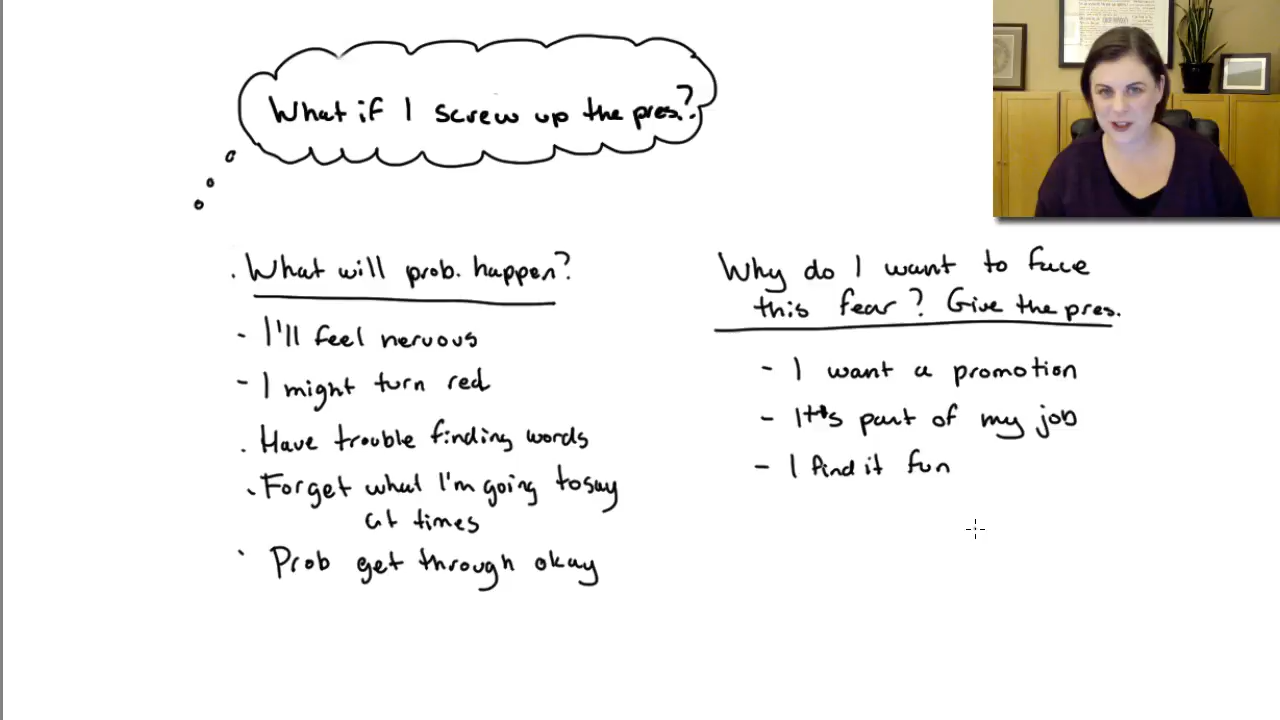 What if I screw up the pres.?
. What will prob. happen?
- I'll feel nervous
- I might turn red
. Have trouble finding words
. Forget what I'm going to say
at times
. Prob get through okay
Why do I want to face
this fear? Give the pres.
- I want a promotion
- It's part of my job
- I find it fun